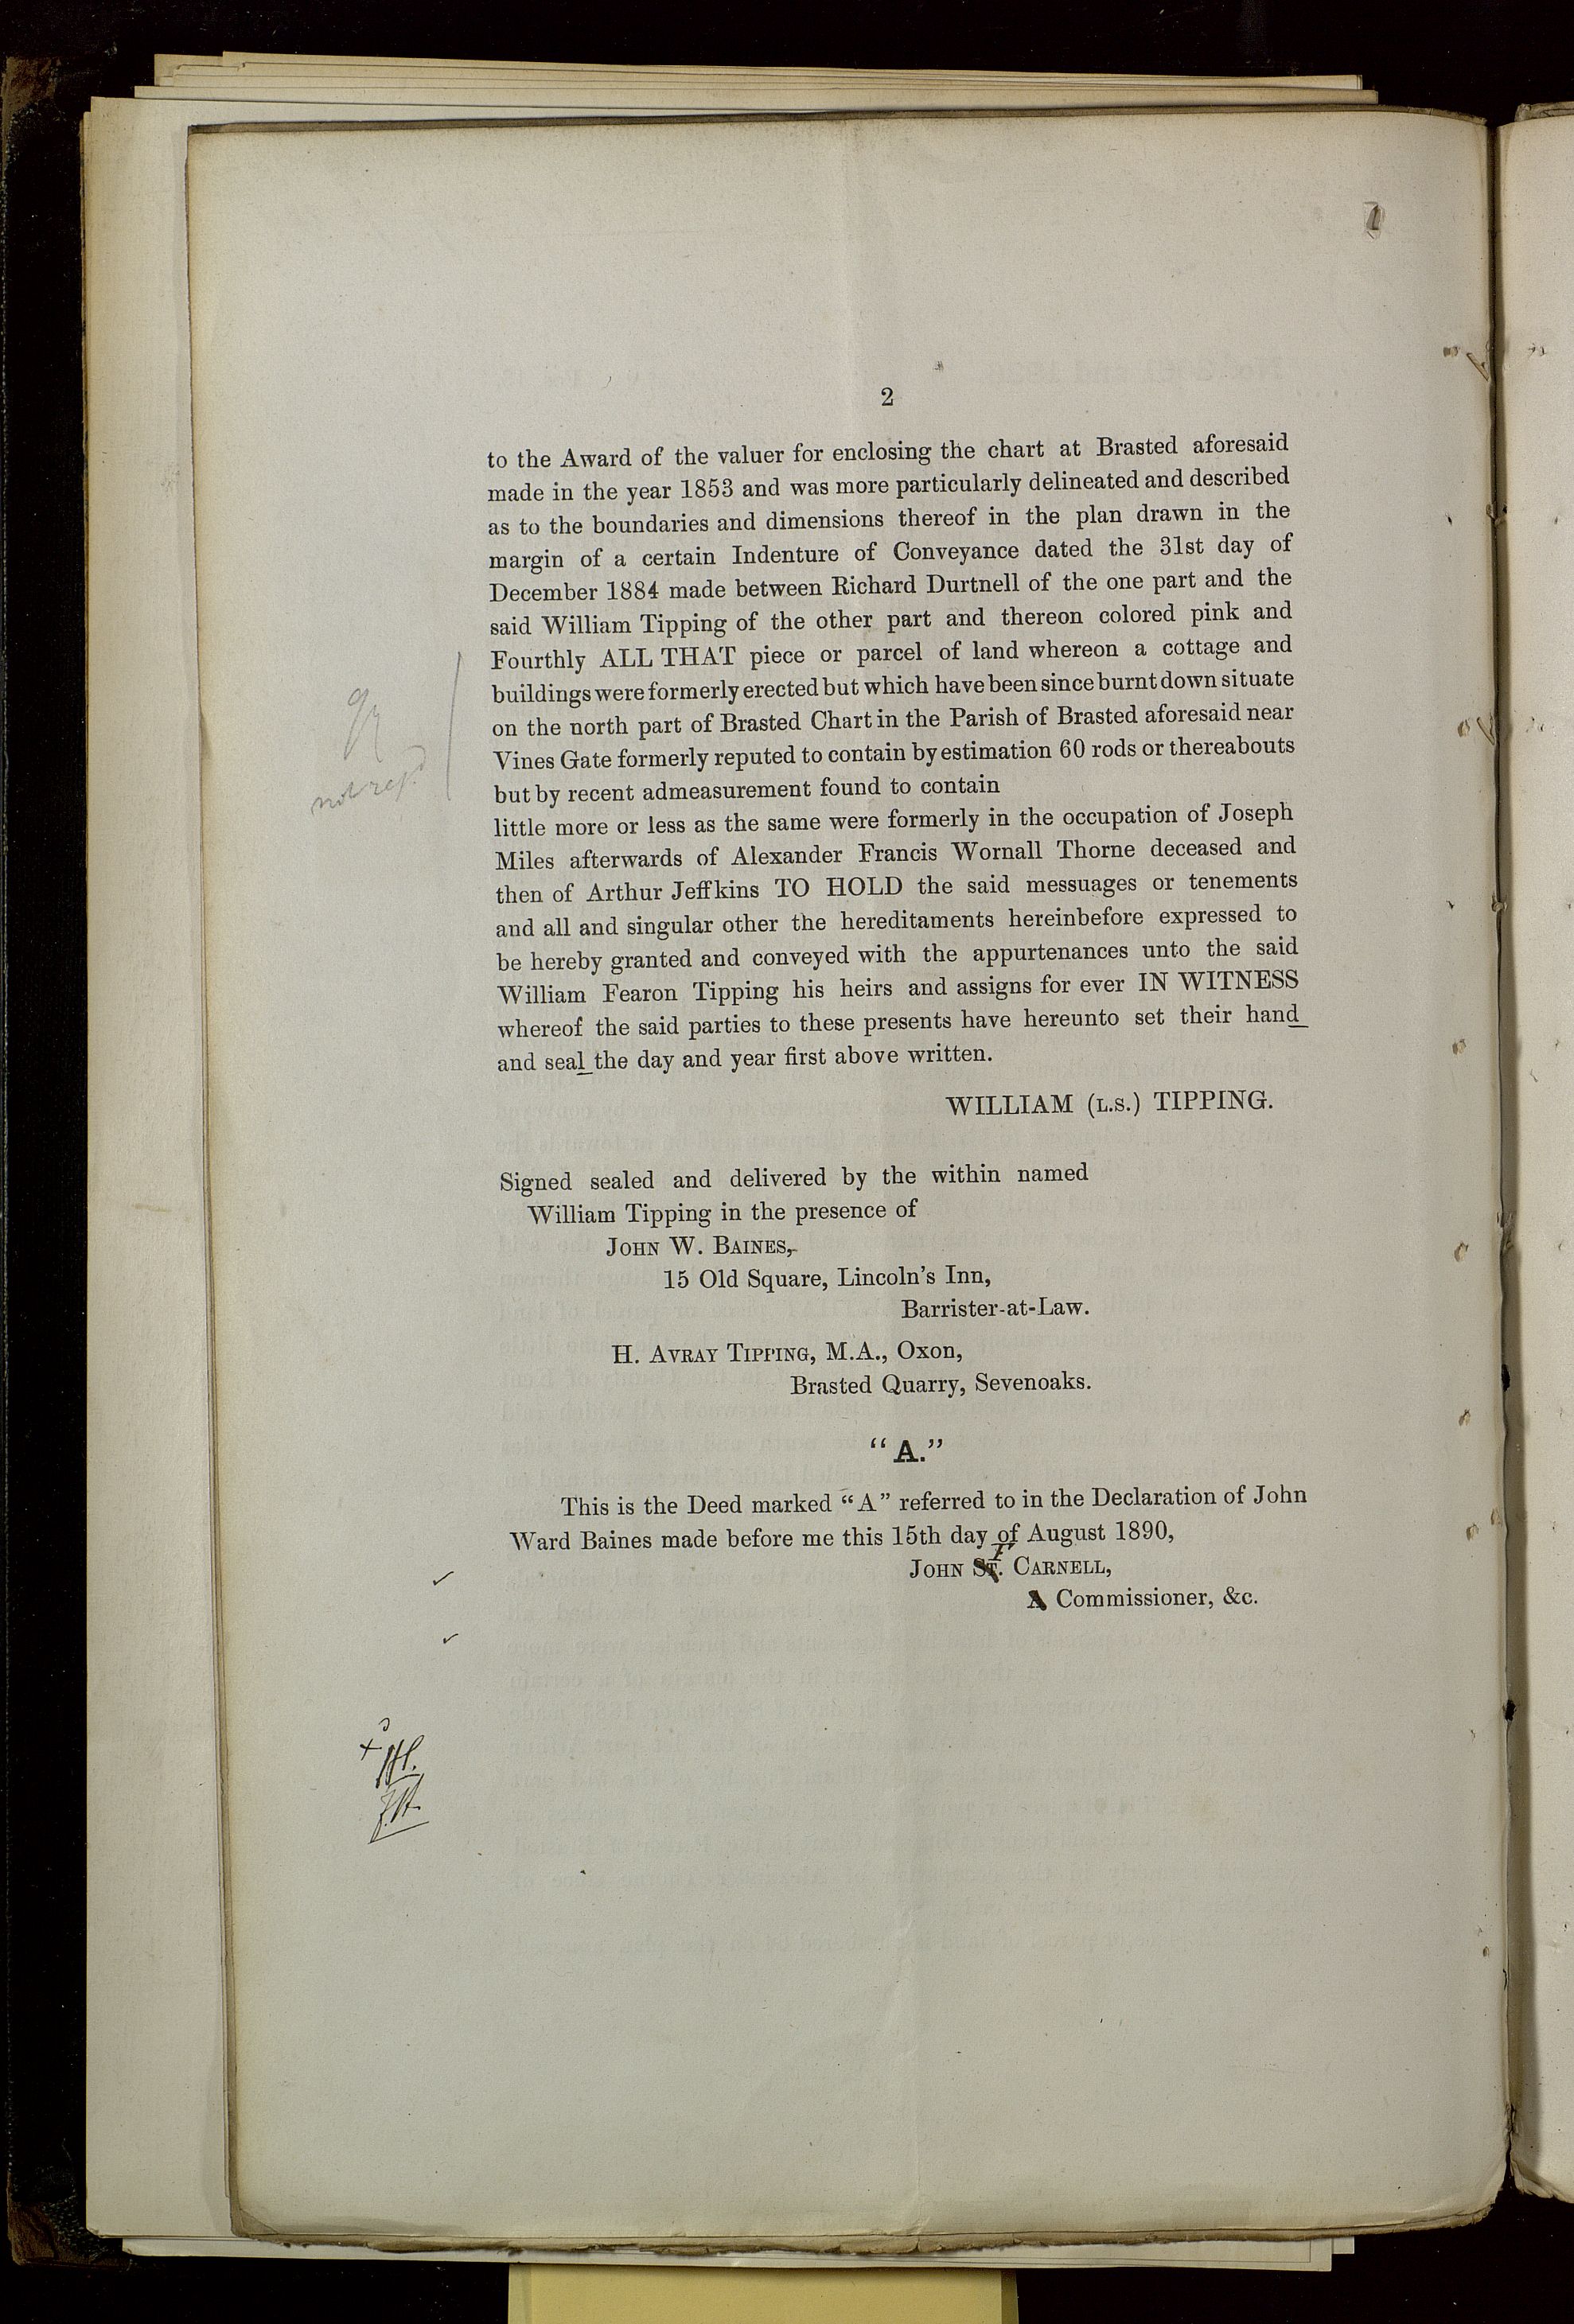 1
2
to the Award of the valuer for enclosing the chart at Brasted aforesaid
made in the year 1853 and was more particularly delineated and described
as to the boundaries and dimensions thereof in the plan drawn in the
margin of a certain Indenture of Conveyance dated the 31st day of
December 1884 made between Richard Durtnell of the one part and the
said William Tipping of the other part and thereon colored pink and
Fourthly ALL THAT piece or parcel of land whereon a cottage and
buildings were formerly erected but which have been since burnt down situate
on the north part of Brasted Chart in the Parish of Brasted aforesaid near
Vines Gate formerly reputed to contain by estimation 60 rods or thereabouts
but by recent admeasurement found to contain
little more or less as the same were formerly in the occupation of Joseph
Miles afterwards of Alexander Francis Wornall Thorne deceased and
then of Arthur Jeffkins TO HOLD the said messuages or tenements
and all and singular other the hereditaments hereinbefore expressed to
be hereby granted and conveyed with the appurtenances unto the said
William Fearon Tipping his heirs and assigns for ever IN WITNESS
whereof the said parties to these presents have hereunto set their hand
and seal the day and year first above written.
WILLIAM (L.S.) TIPPING.
Signed sealed and delivered by the within named
William Tipping in the presence of
JOHN W. BAINES,
15 Old Square, Lincoln's Inn,
Barrister-at-Law.
H. AVRAY TIPPING, M.A., Oxon,
Brasted Quarry, Sevenoaks.
"A."
This is the Deed marked "A" referred to in the Declaration of John
Ward Baines made before me this 15th day of August 1890,
JOHN ST. CARNELL,
A Commissioner, &c.